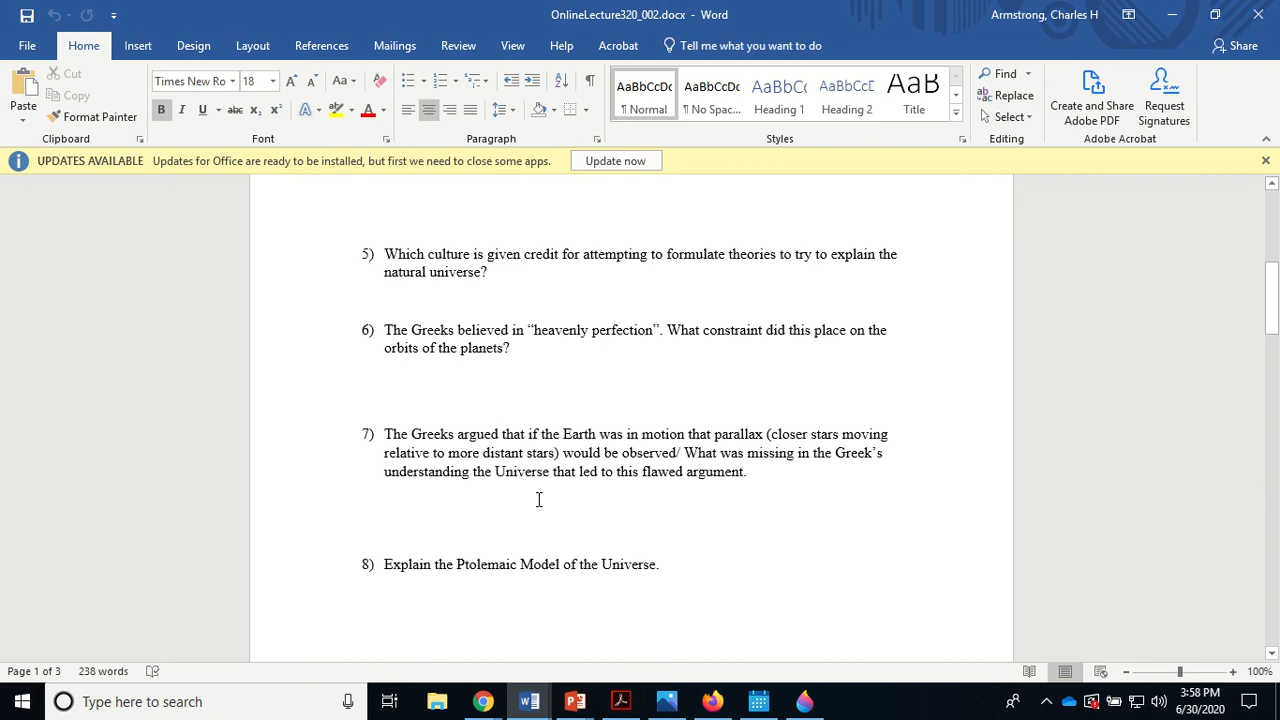 OnlineLecture320_002.docx - Word
Armstrong, Charles H
File Home Insert Design Layout References Mailings Review View Help Acrobat Tell me what you want to do Share
Paste
Cut
Copy
Format Painter
Clipboard
Times New Ro 18
Aa
B I U abc x₂ x² A A
Font
Paragraph
AaBbCcDc AaBbCcDc AaBbCc AaBbCcD AaB
¶ Normal ¶ No Spac... Heading 1 Heading 2 Title
Styles
Find
Replace
Select
Editing
Create and Share
Adobe PDF
Request
Signatures
Adobe Acrobat
UPDATES AVAILABLE Updates for Office are ready to be installed, but first we need to close some apps. Update now
5) Which culture is given credit for attempting to formulate theories to try to explain the
natural universe?
6) The Greeks believed in “heavenly perfection”. What constraint did this place on the
orbits of the planets?
7) The Greeks argued that if the Earth was in motion that parallax (closer stars moving
relative to more distant stars) would be observed/ What was missing in the Greek’s
understanding the Universe that led to this flawed argument.
8) Explain the Ptolemaic Model of the Universe.
Page 1 of 3 238 words 100%
Type here to search
3:58 PM
6/30/2020